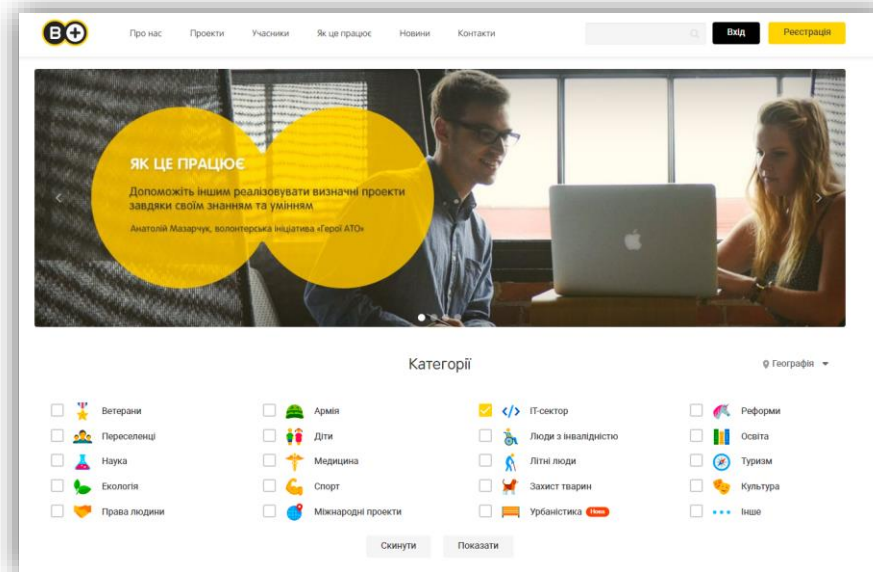 B+
Про нас Проекти Учасники Як це працює Новини Контакти Вхід Реєстрація
ЯК ЦЕ ПРАЦЮЄ
Допоможіть іншим реалізовувати визначні проекти
завдяки своїм знанням та умінням
Анатолій Мазарчук, волонтерська ініціатива «Герої АТО»
Категорії
Географія
Ветерани Армія ІТ-сектор Реформи
Переселенці Діти Люди з інвалідністю Освіта
Наука Медицина Літні люди Туризм
Екологія Спорт Захист тварин Культура
Права людини Міжнародні проекти Урбаністика Нове Інше
Скинути Показати